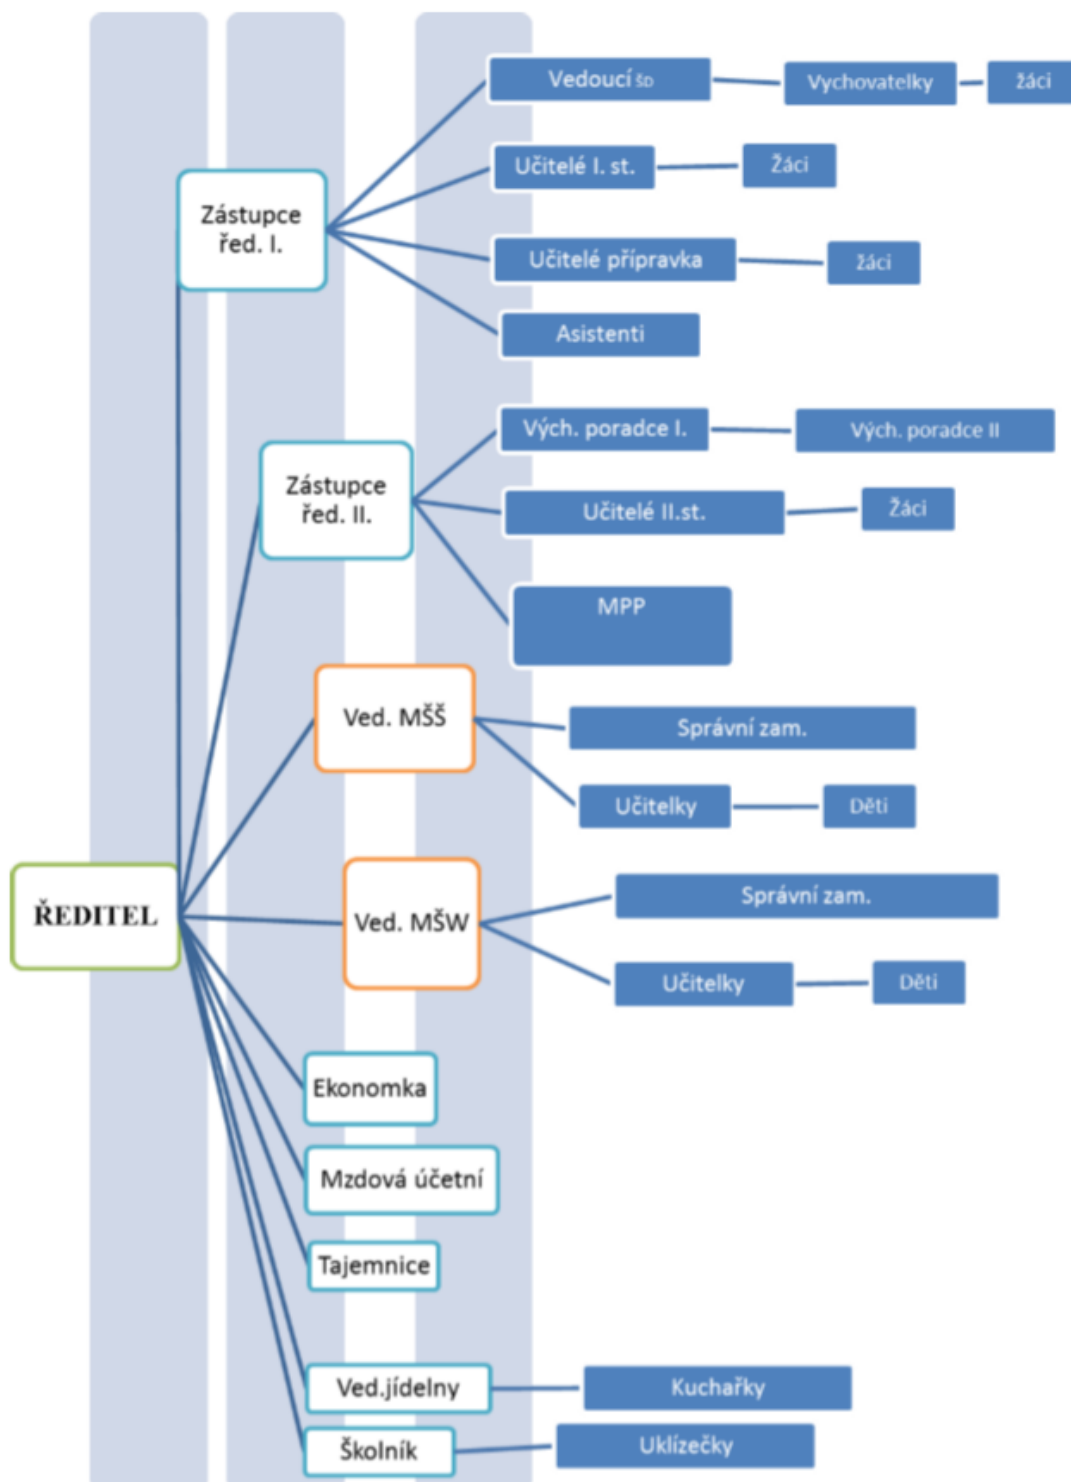 Vedoucí ŠD
Vychovatelky
žáci
Zástupce
řed. I.
Učitelé I. st.
Žáci
Učitelé přípravka
žáci
Asistenti
Zástupce
řed. II.
Vých. poradce I.
Vých. poradce II
Učitelé II.st.
Žáci
MPP
Ved. MŠŠ
Správní zam.
Učitelky
Děti
ŘEDITEL
Ved. MŠW
Správní zam.
Učitelky
Děti
Ekonomka
Mzdová účetní
Tajemnice
Ved.jídelny
Kuchařky
Školník
Uklízečky